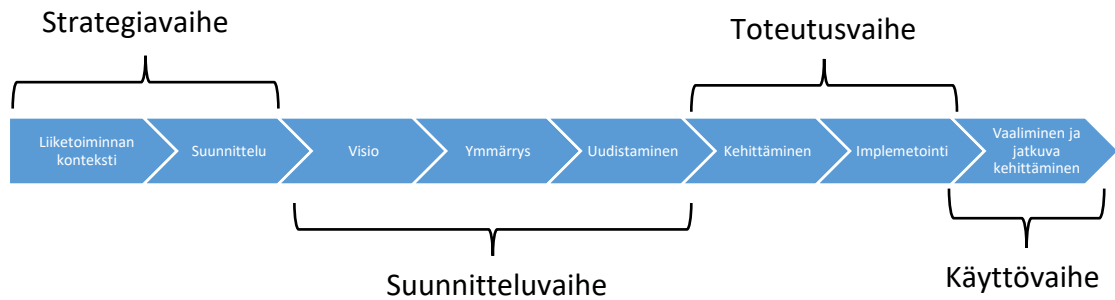 Strategiavaihe
Toteutusvaihe
Liiketoiminnan
konteksti
Suunnittelu
Visio
Ymmärrys
Uudistaminen
Kehittäminen
Implemetointi
Vaaliminen ja
jatkuva
kehittäminen
Suunnitteluvaihe
Käyttövaihe